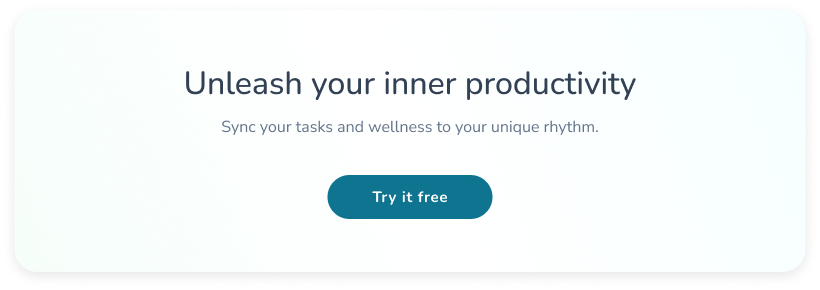 Unleash your inner productivity
Sync your tasks and wellness to your unique rhythm.
Try it free